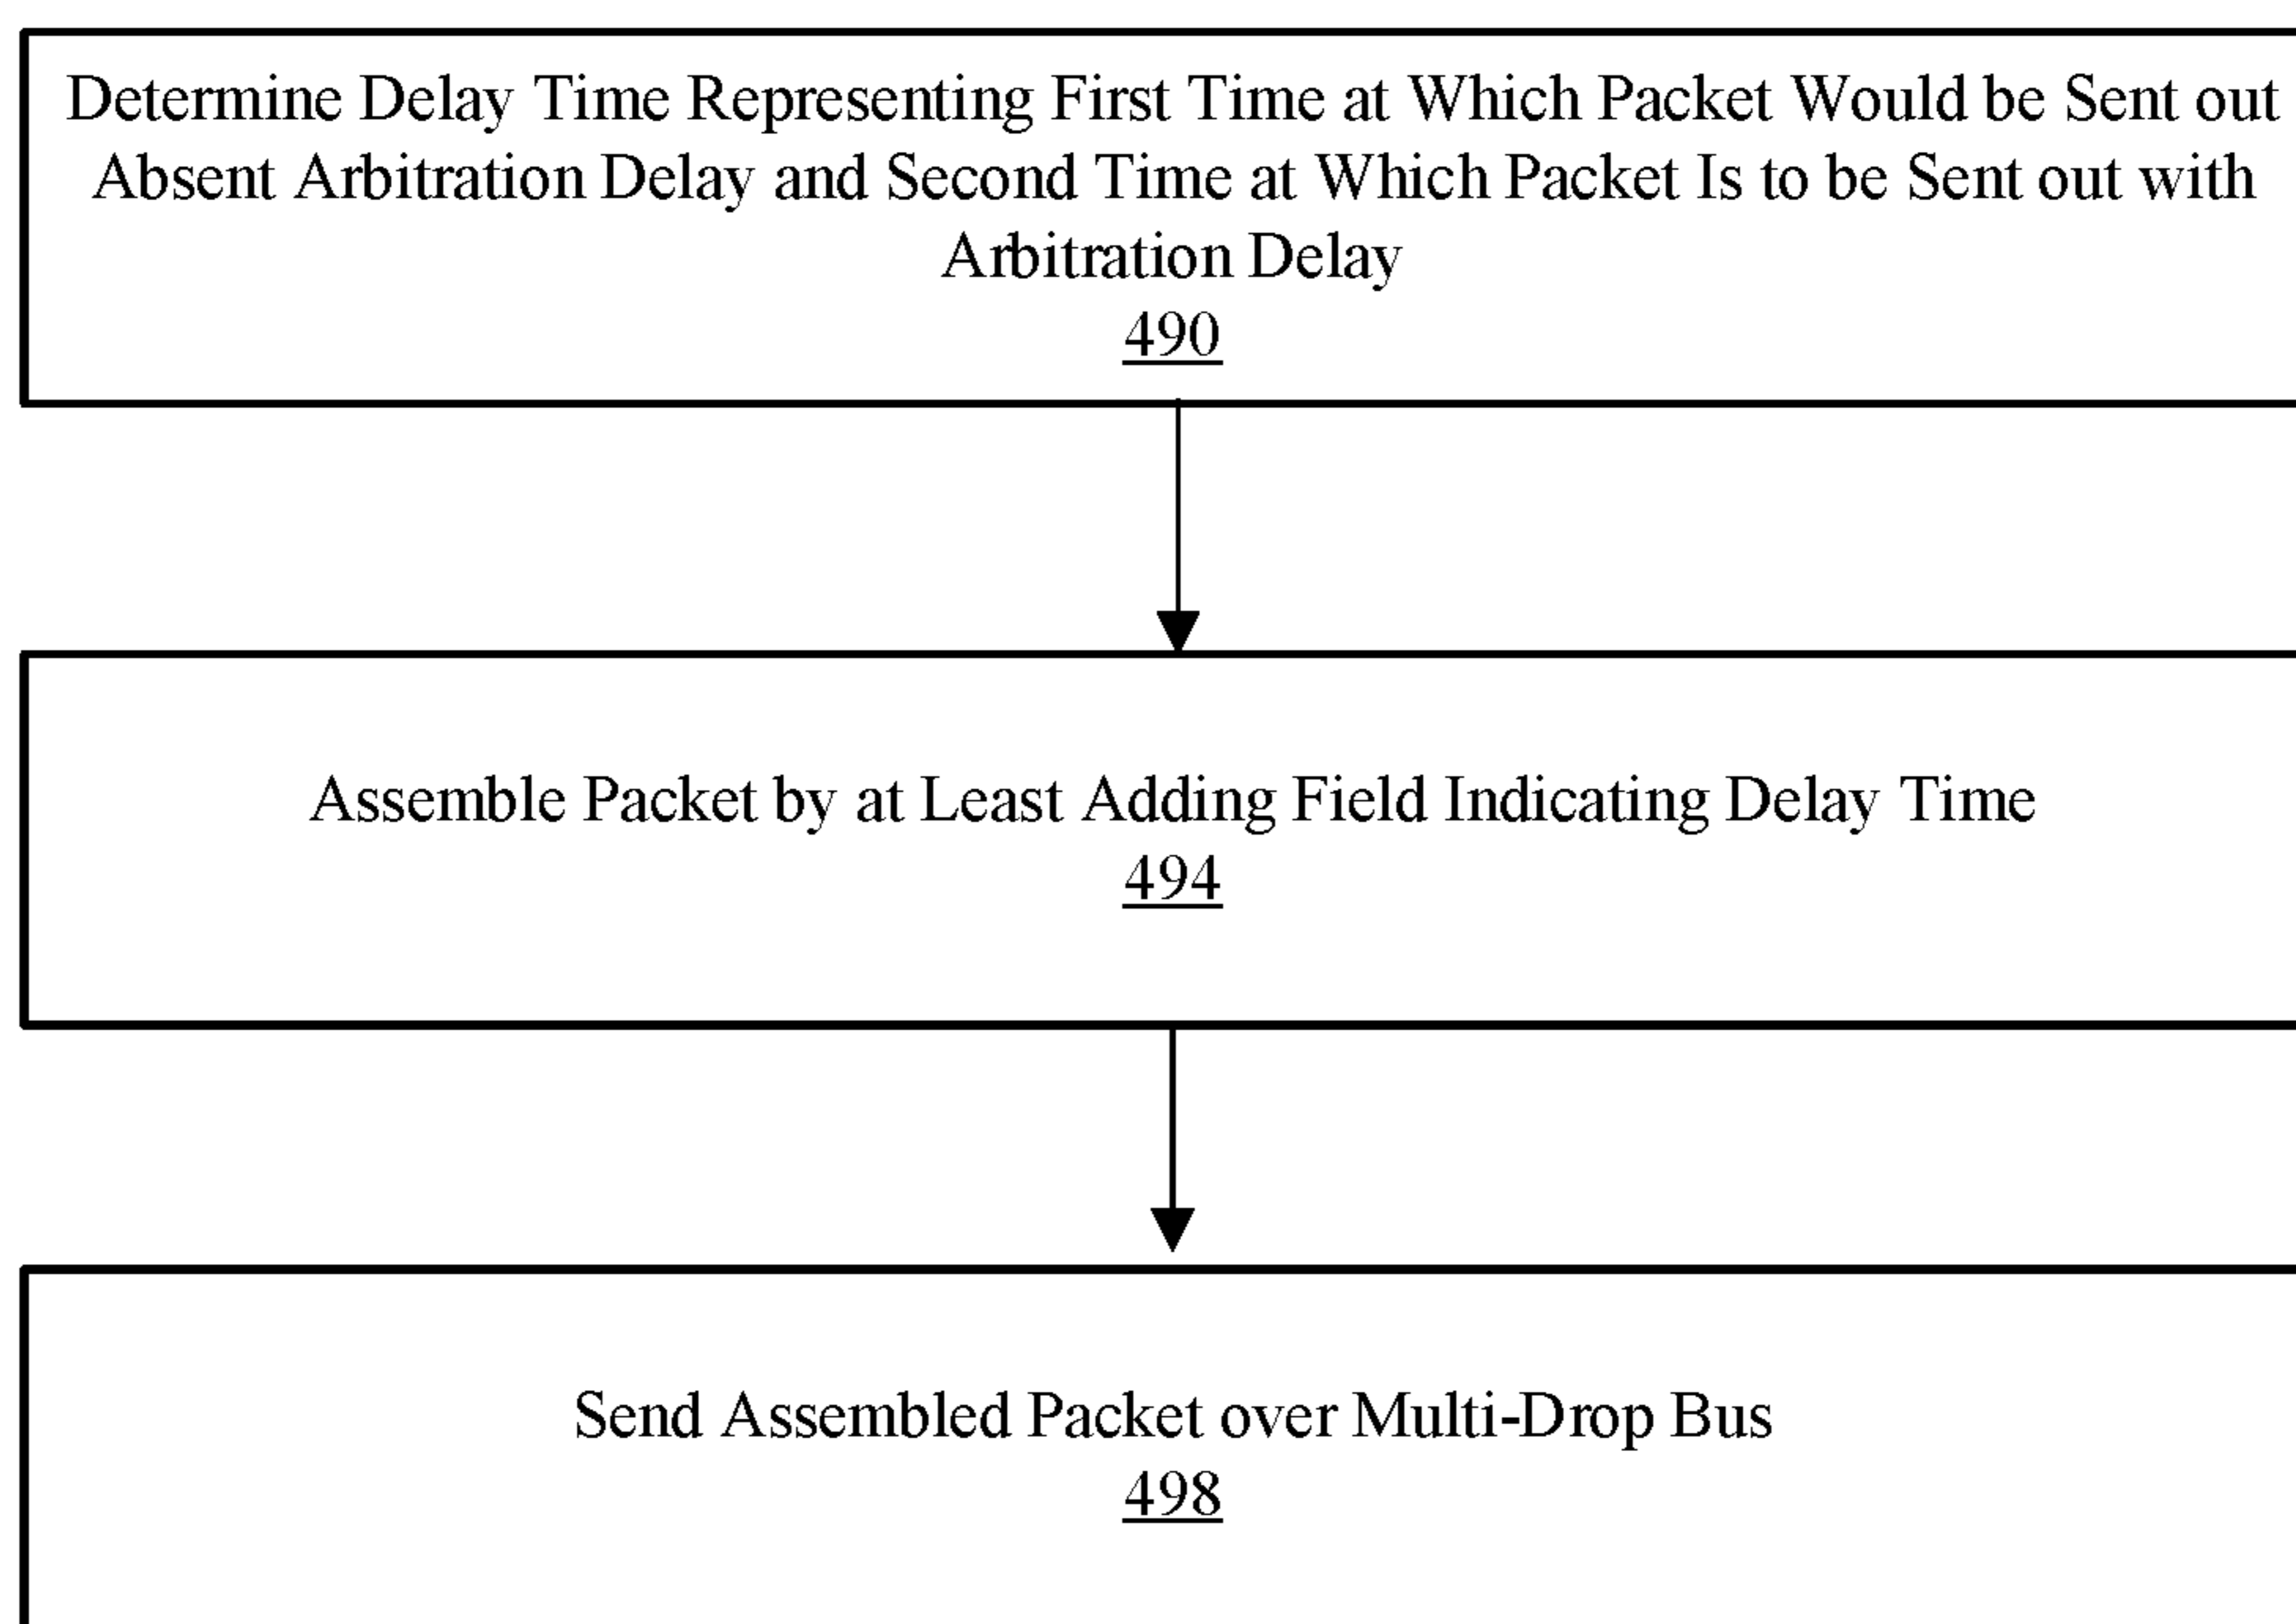 Determine Delay Time Representing First Time at Which Packet Would be Sent out
Absent Arbitration Delay and Second Time at Which Packet Is to be Sent out with
Arbitration Delay
490
Assemble Packet by at Least Adding Field Indicating Delay Time
494
Send Assembled Packet over Multi-Drop Bus
498